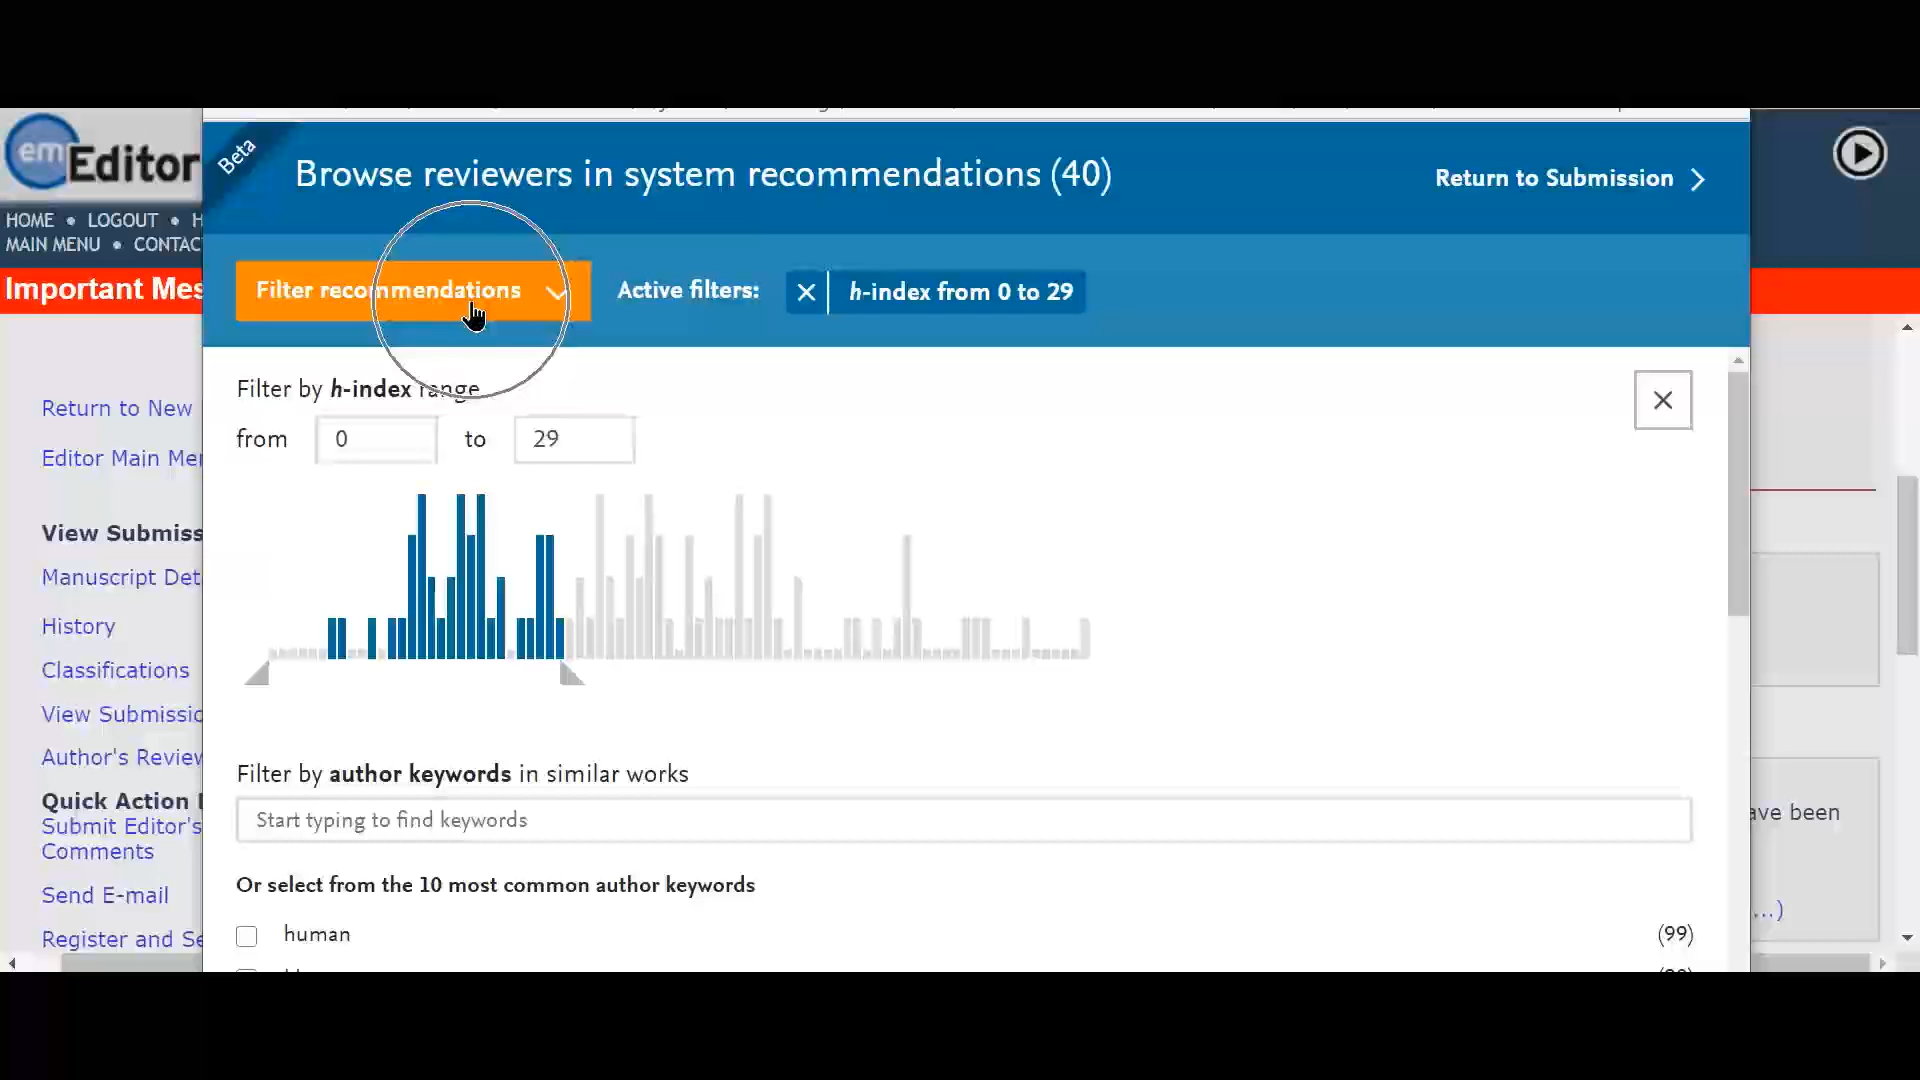 em Editor
HOME • LOGOUT • H
MAIN MENU • CONTAC
Important Mes
Beta
Browse reviewers in system recommendations (40)
Return to Submission
Filter recommendations
Active filters:
h-index from 0 to 29
Filter by h-index range
from 0 to 29
Filter by author keywords in similar works
Start typing to find keywords
Or select from the 10 most common author keywords
human (99)
Return to New
Editor Main Mer
View Submiss
Manuscript Det
History
Classifications
View Submissio
Author's Review
Quick Action
Submit Editor's
Comments
Send E-mail
Register and Se
ave been
...)